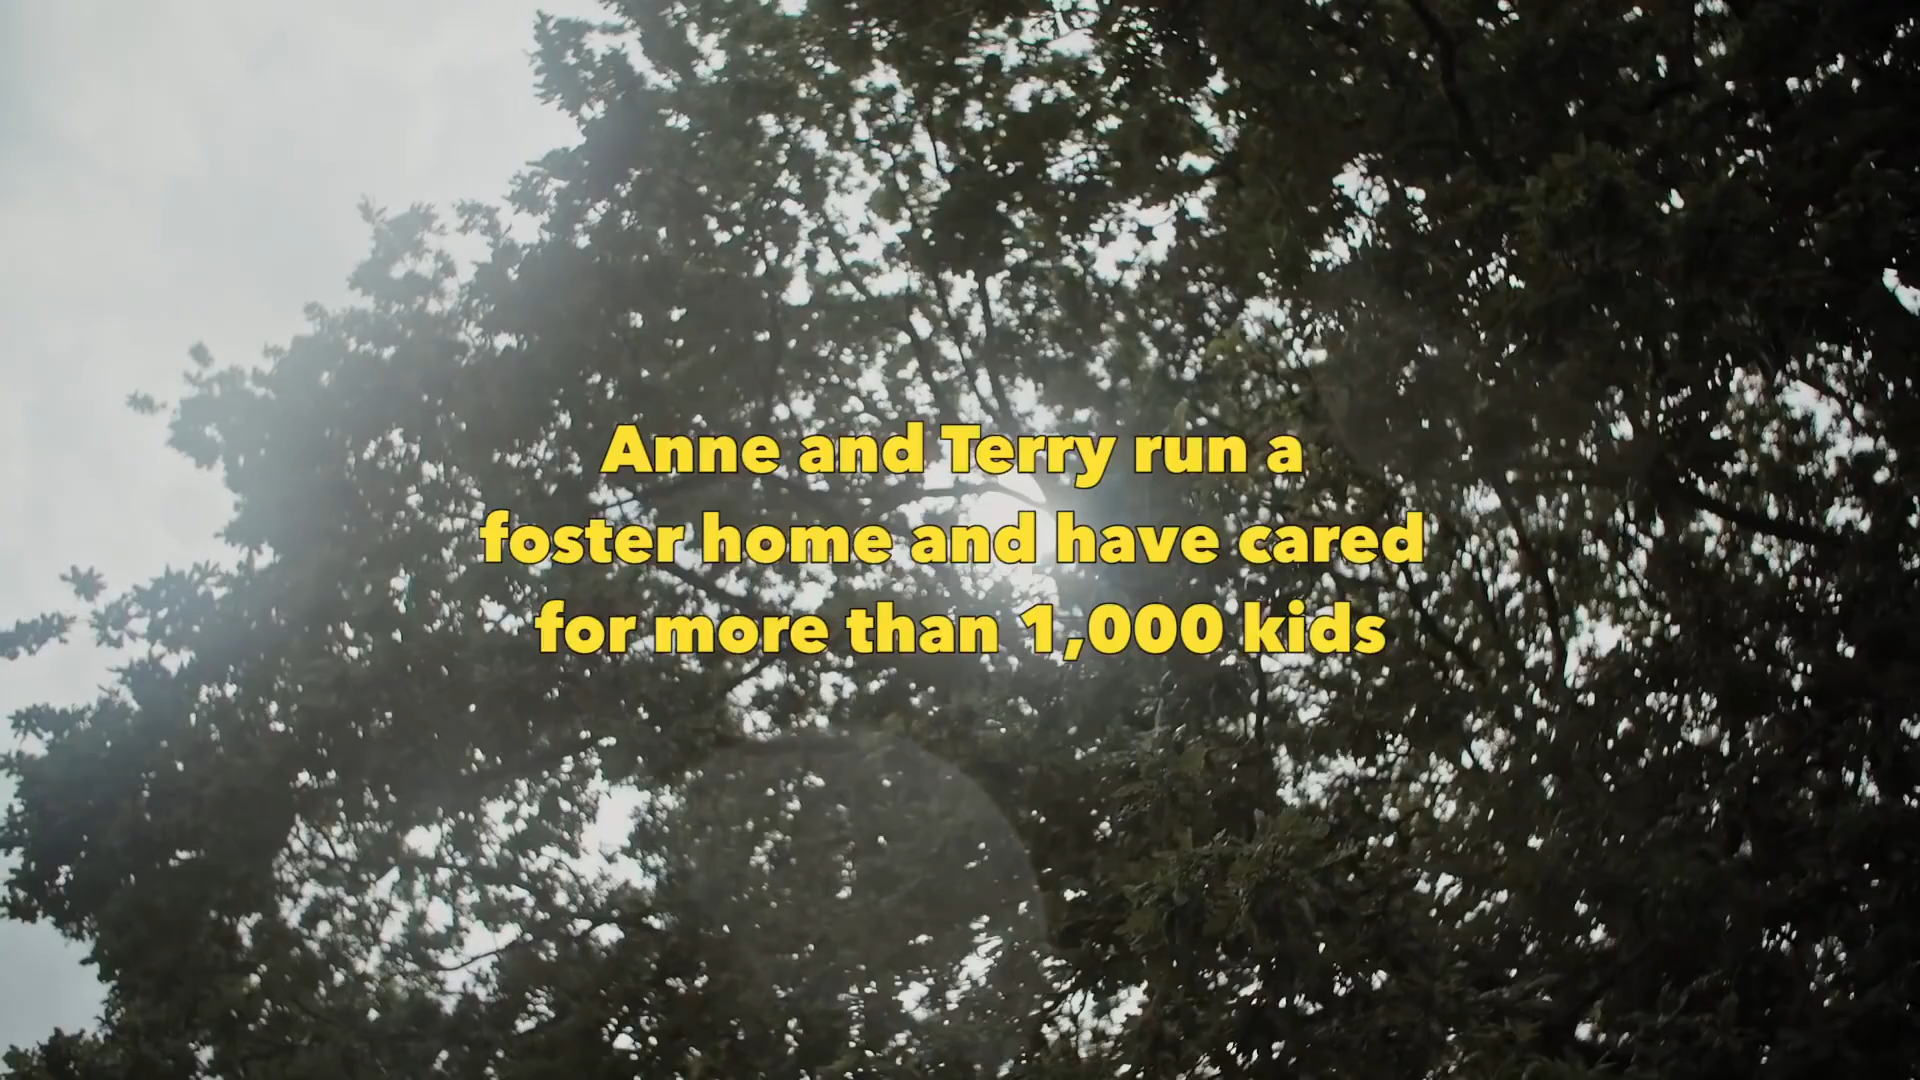 Anne and Terry run a
foster home and have cared
for more than 1,000 kids